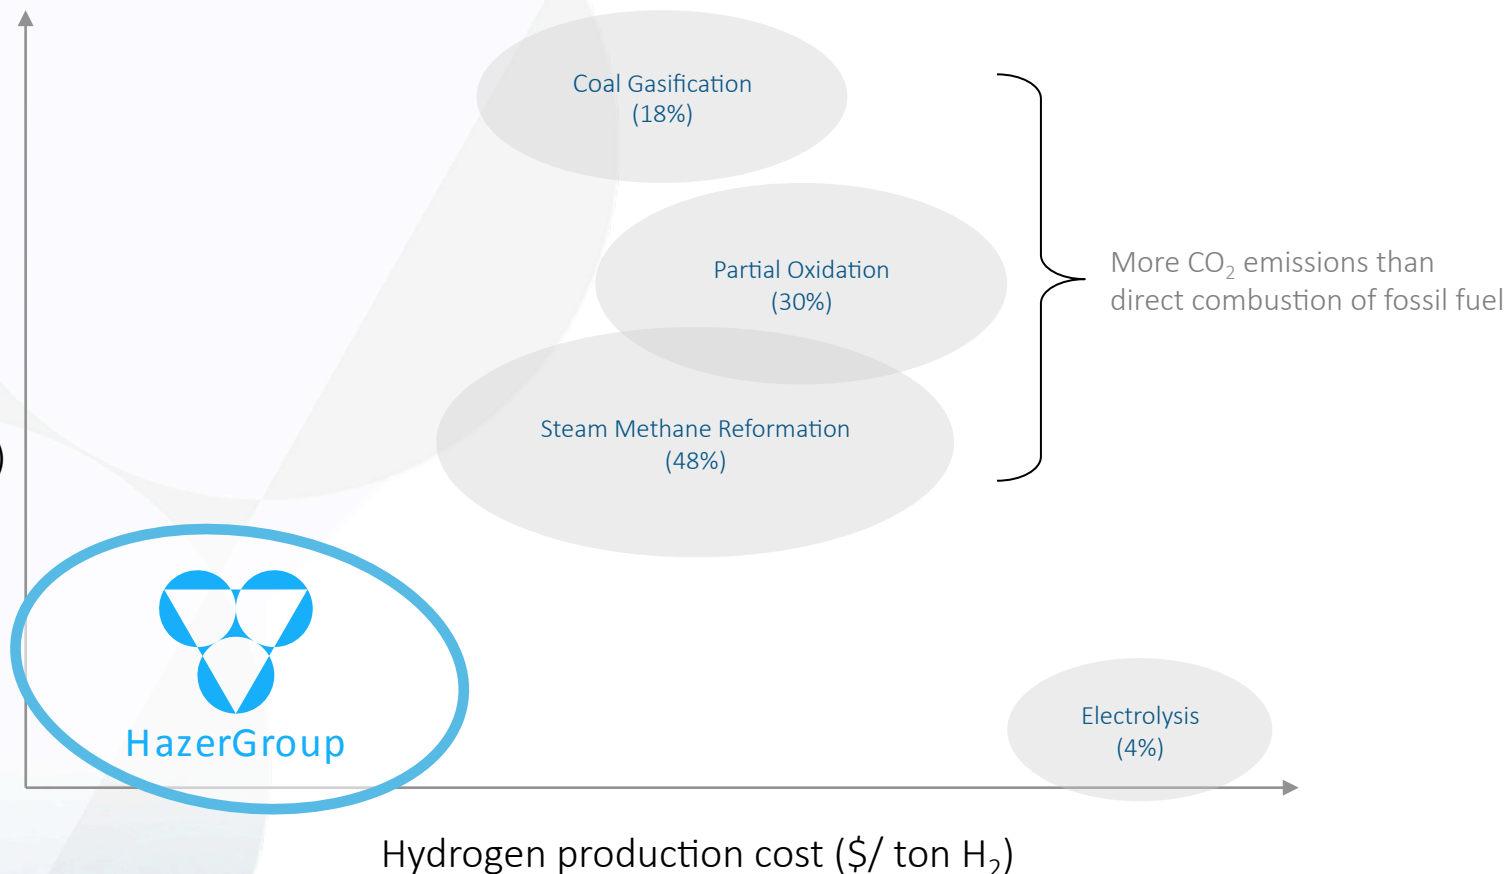 Coal Gasification
(18%)
Partial Oxidation
(30%)
More CO₂ emissions than
direct combustion of fossil fuel
Steam Methane Reformation
(48%)
)
HazerGroup
Electrolysis
(4%)
Hydrogen production cost ($/ ton H₂)